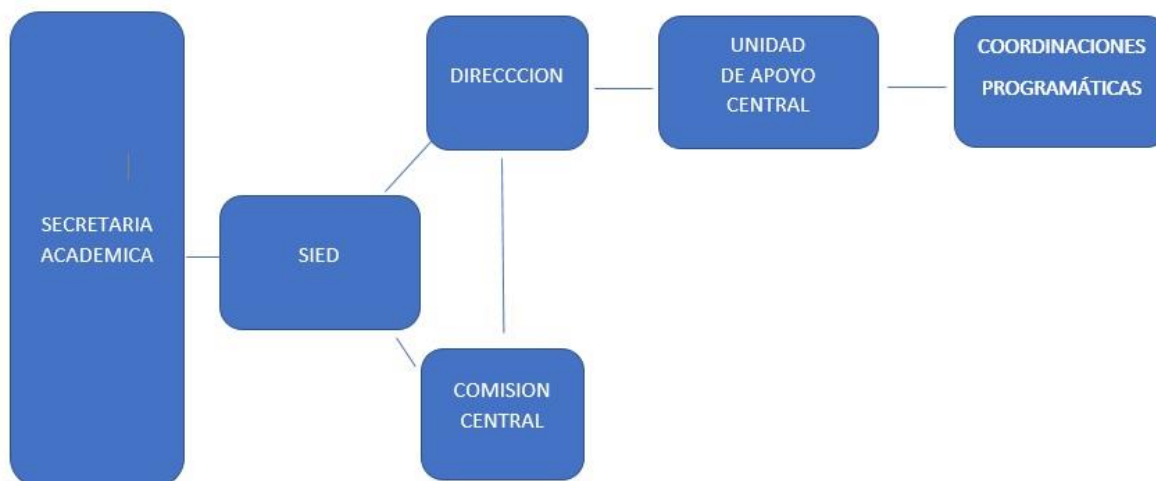 SECRETARIA
ACADEMICA
SIED
DIRECCCION
COMISION
CENTRAL
UNIDAD
DE APOYO
CENTRAL
COORDINACIONES
PROGRAMÁTICAS